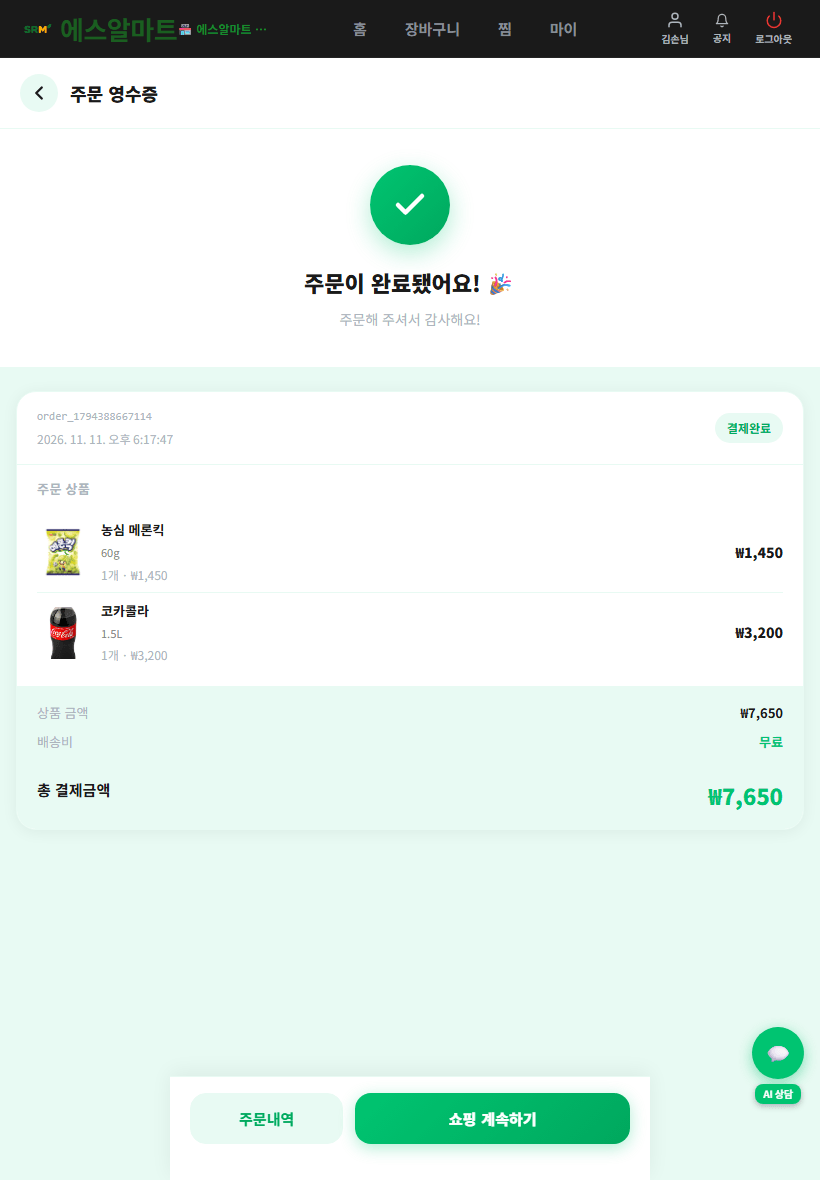 SRM 에스알마트 에스알마트 ...
홈 장바구니 찜 마이
김손님 공지 로그아웃
주문 영수증
주문이 완료됐어요! 🎉
주문해 주셔서 감사해요!
order_1794388667114
2026. 11. 11. 오후 6:17:47
결제완료
주문 상품
농심 메론킥
60g
1개 · ₩1,450
₩1,450
코카콜라
1.5L
1개 · ₩3,200
₩3,200
상품 금액 ₩7,650
배송비 무료
총 결제금액 ₩7,650
AI 상담
주문내역 쇼핑 계속하기